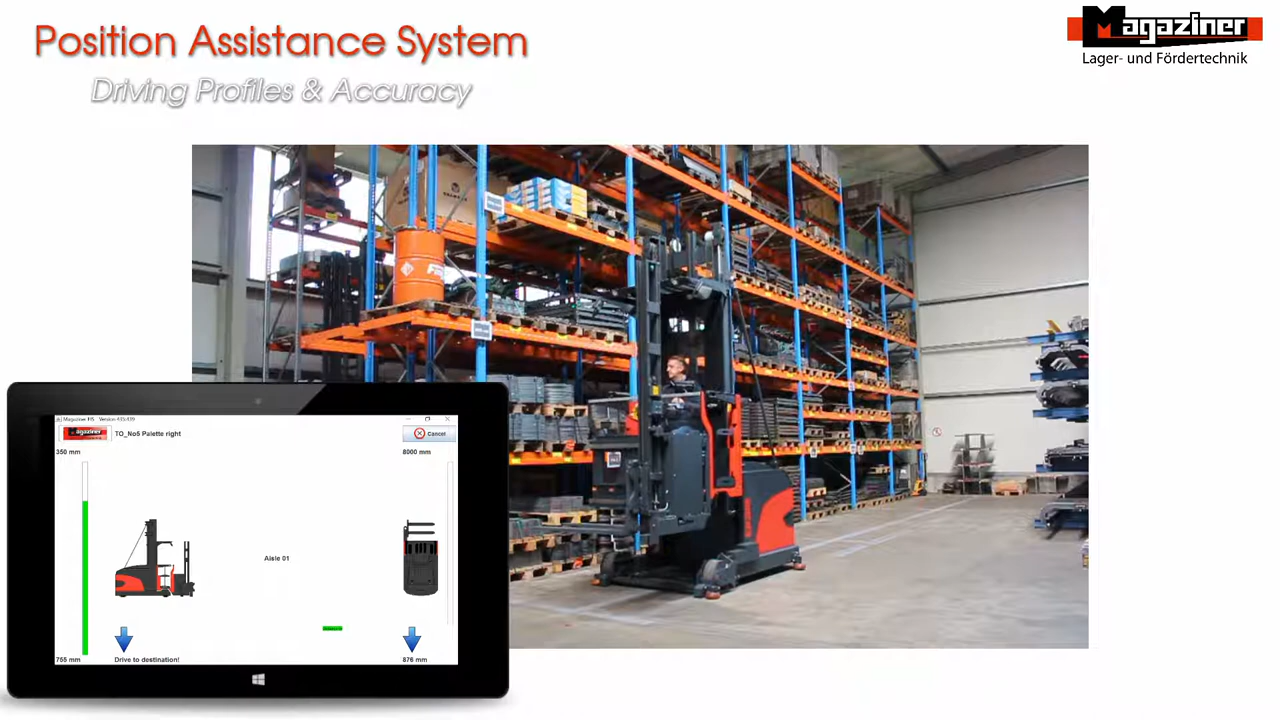 Position Assistance System
Driving Profiles & Accuracy
Magaziner
Lager- und Fördertechnik
Magaziner
TO_No5 Palette right
Cancel
350 mm
8000 mm
Aisle 01
755 mm
Drive to destination!
876 mm